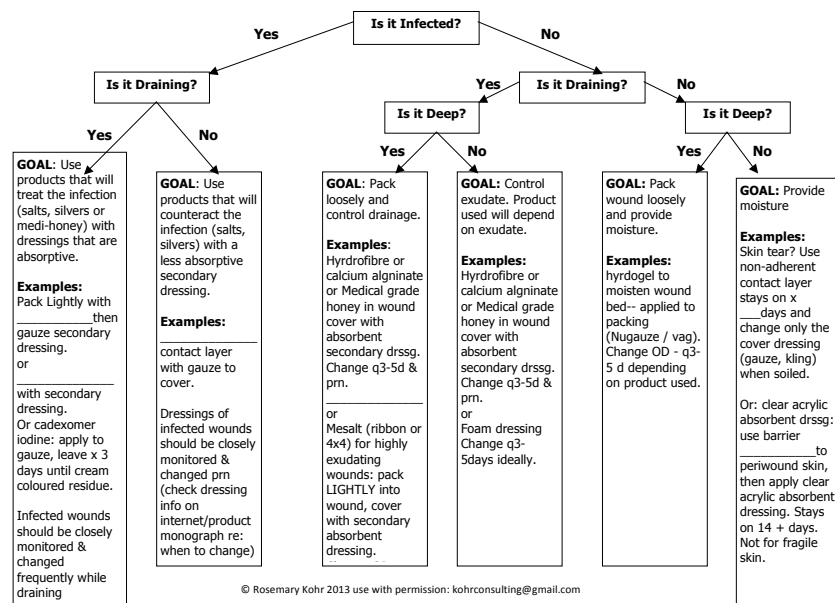 Is it Infected?
Yes
No
Is it Draining?
Yes
Is it Draining?
No
Is it Deep?
Is it Deep?
Yes
No
Yes
No
Yes
No
GOAL: Use
products that will
treat the infection
(salts, silvers or
medi-honey) with
dressings that are
absorptive.
Examples
Pack Lightly with
___________then
gauze secondary
dressing.
or
______________
with secondary
dressing.
Or cadexomer
iodine: apply to
gauze, leave x 3
days until cream
coloured residue.
Infected wounds
should be closely
monitored &
changed
frequently while
draining
GOAL: Use
products that will
counteract the
infection (salts,
silvers) with a
less absorptive
secondary
dressing.
Examples:
______________
contact layer
with gauze to
cover.
Dressings of
infected wounds
should be closely
monitored &
changed prn
(check dressing
info on
internet/product
monograph re:
when to change)
GOAL: Pack
loosely and
control drainage.
Examples:
Hyrdrofibre or
calcium algninate
or Medical grade
honey in wound
cover with
absorbent
secondary drssg.
Change q3-5d &
prn.
______________
or
Mesalt (ribbon or
4x4) for highly
exudating
wounds: pack
LIGHTLY into
wound, cover
with secondary
absorbent
dressing.
GOAL: Control
exudate. Product
used will depend
on exudate.
Examples:
Hyrdrofibre or
calcium algninate
or Medical grade
honey in wound
cover with
absorbent
secondary drssg.
Change q3-5d &
prn.
or
Foam dressing
Change q3-
5days ideally.
GOAL: Pack
wound loosely
and provide
moisture.
Examples:
hyrdogel to
moisten wound
bed-- applied to
packing
(Nugauze / vag).
Change OD - q3-
5 d depending
on product used.
GOAL: Provide
moisture
Examples:
Skin tear? Use
non-adherent
contact layer
stays on x
___days and
change only the
cover dressing
(gauze, kling)
when soiled.
Or: clear acrylic
absorbent drssg:
use barrier
___________to
periwound skin,
then apply clear
acrylic absorbent
dressing. Stays
on 14 + days.
Not for fragile
skin.
© Rosemary Kohr 2013 use with permission: kohrconsulting@gmail.com